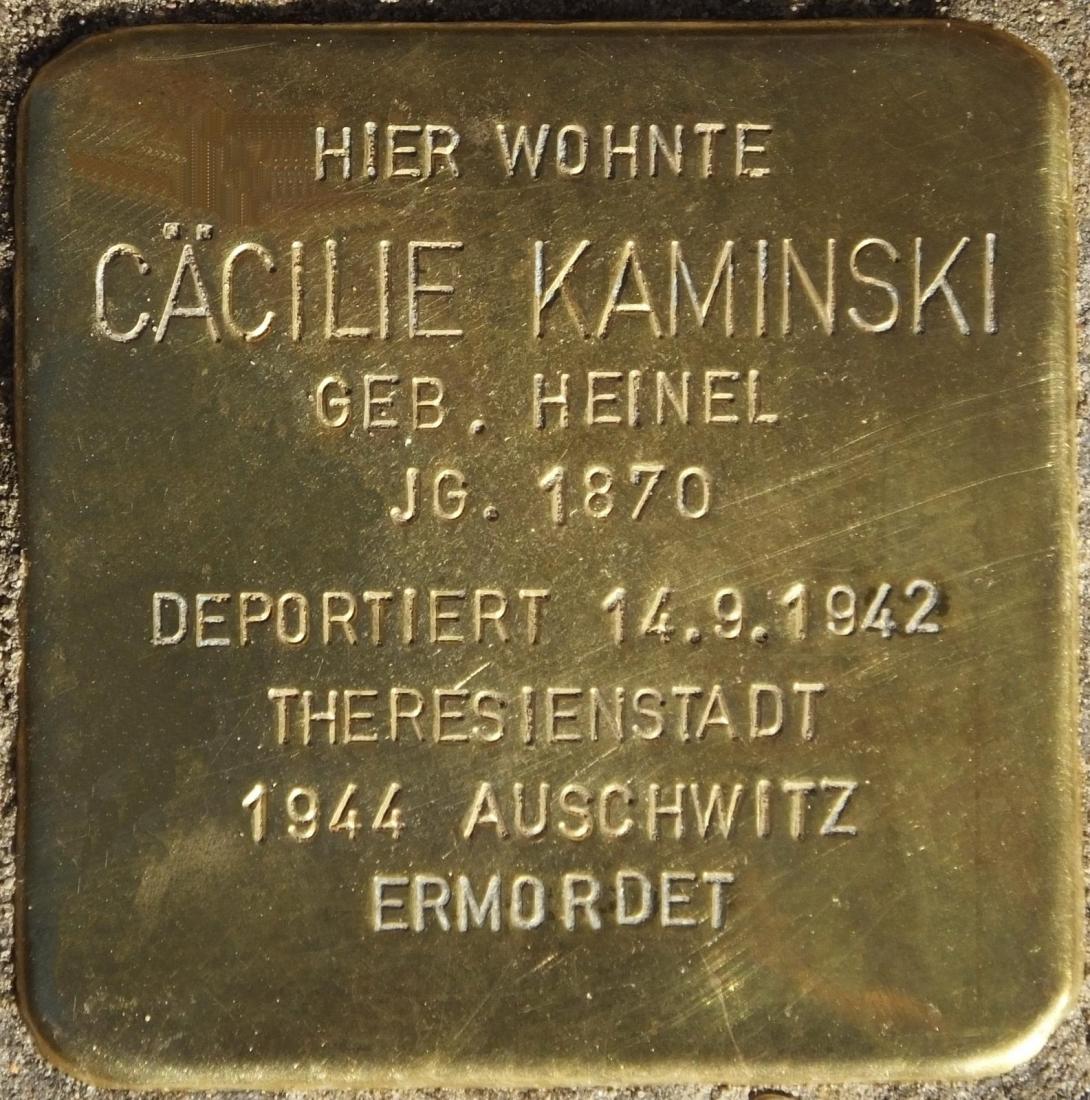 HIER WOHNTE
CÄCILIE KAMINSKI
GEB. HEINEL
JG. 1870
DEPORTIERT 14.9.1942
THERESIENSTADT
1944 AUSCHWITZ
ERMORDET